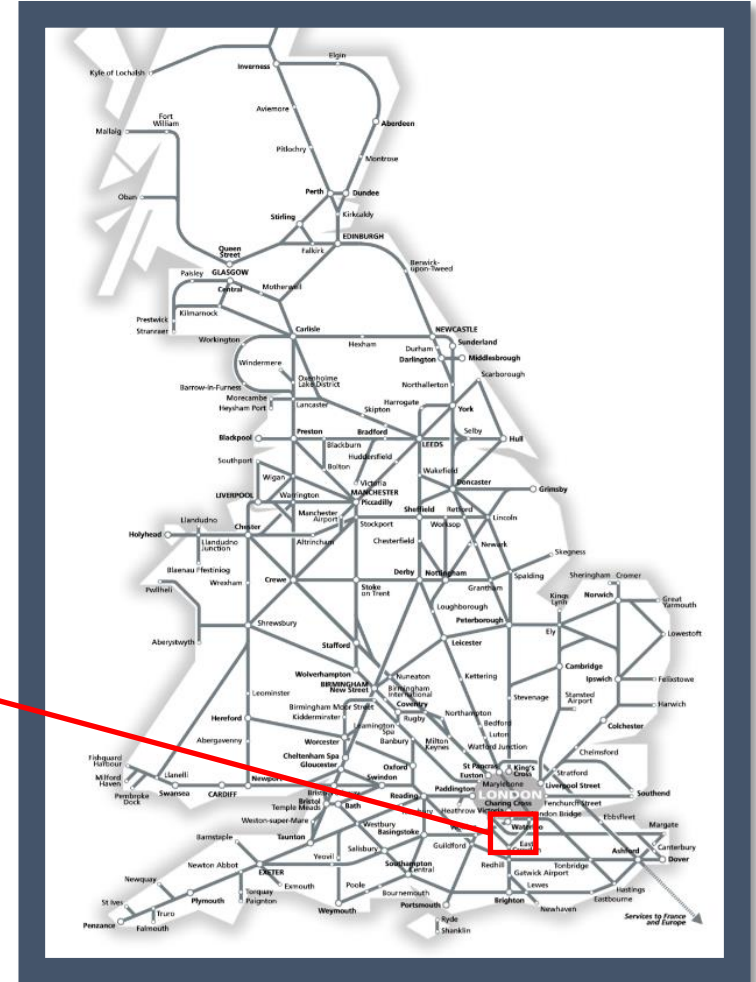 Elgin
Inverness
Kyle of Lochalsh
Aviemore
Fort
William
Aberdeen
Mallaig
Pitlochry
Montrose
Perth
Dundee
Oban
Stirling
Kirkcaldy
EDINBURGH
Queen
Street
Falkirk
Berwick-
upon-Tweed
Paisley
GLASGOW
Central
Motherwell
Kilmarnock
Prestwick
Stranraer
Carlisle
NEWCASTLE
Workington
Hexham
Sunderland
Durham
Darlington
Middlesbrough
Windermere
Scarborough
Oxenholme
Lake District
Northallerton
Barrow-in-Furness
Morecambe
Heysham Port
Lancaster
Harrogate
York
Skipton
Blackpool
Preston
Bradford
Selby
Hull
Blackburn
LEEDS
Huddersfield
Southport
Bolton
Wakefield
Wigan
Victoria
Doncaster
LIVERPOOL
Warrington
MANCHESTER
Piccadilly
Grimsby
Manchester
Airport
Sheffield
Retford
Lincoln
Llandudno
Stockport
Worksop
Holyhead
Chester
Llandudno
Junction
Altrincham
Chesterfield
Newark
Skegness
Blaenau Ffestiniog
Derby
Nottingham
Wrexham
Crewe
Stoke
on Trent
Grantham
Spalding
Sheringham
Cromer
Pwllheli
Kings
Lynn
Norwich
Great
Yarmouth
Loughborough
Peterborough
Shrewsbury
Ely
Lowestoft
Aberystwyth
Stafford
Leicester
Cambridge
Wolverhampton
BIRMINGHAM
New Street
Nuneaton
Kettering
Ipswich
Felixstowe
Birmingham
International
Leominster
Stevenage
Stansted
Airport
Harwich
Birmingham Moor Street
Coventry
Kidderminster
Rugby
Northampton
Hereford
Leamington
Spa
Bedford
Colchester
Worcester
Banbury
Milton
Keynes
Luton
Abergavenny
Watford Junction
Chelmsford
Cheltenham Spa
Gloucester
Fishguard
Harbour
Oxford
St Pancras
Euston
King's
Cross
Stratford
Milford
Haven
Llanelli
Swindon
Marylebone
Liverpool Street
Pembroke
Dock
Swansea
CARDIFF
Newport
Reading
Paddington
LONDON
Southend
Bristol
Temple Meads
Bath
Heathrow
Victoria
Charing Cross
Fenchurch Street
London Bridge
Ebbsfleet
Weston-super-Mare
Westbury
Waterloo
Margate
Barnstaple
Taunton
Basingstoke
East
Croydon
Canterbury
Salisbury
Guildford
Ashford
Dover
Newton Abbot
Yeovil
Redhill
Tonbridge
EXETER
Southampton
Central
Gatwick Airport
Newquay
Exmouth
Poole
Lewes
Hastings
St Ives
Plymouth
Torquay
Paignton
Bournemouth
Brighton
Eastbourne
Truro
Weymouth
Portsmouth
Newhaven
Penzance
Falmouth
Ryde
Shanklin
Services to France
and Europe